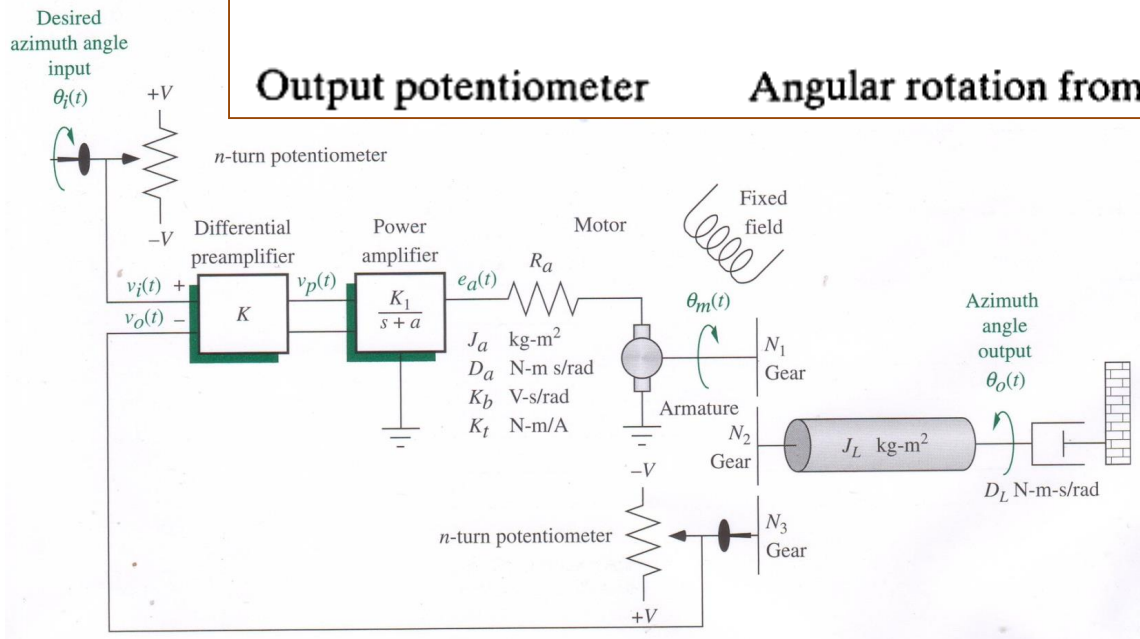 Desired
azimuth angle
input
θi(t)
Output potentiometer Angular rotation from
+V
n-turn potentiometer
−V
Differential
preamplifier
Power
amplifier
Motor
Fixed
field
vi(t) +
vo(t) −
K
vp(t)
K1
s + a
ea(t)
Ra
Ja kg-m²
Da N-m s/rad
Kb V-s/rad
Kt N-m/A
θm(t)
N1
Gear
Armature
N2
Gear
JL kg-m²
Azimuth
angle
output
θo(t)
DL N-m-s/rad
−V
n-turn potentiometer
+V
N3
Gear